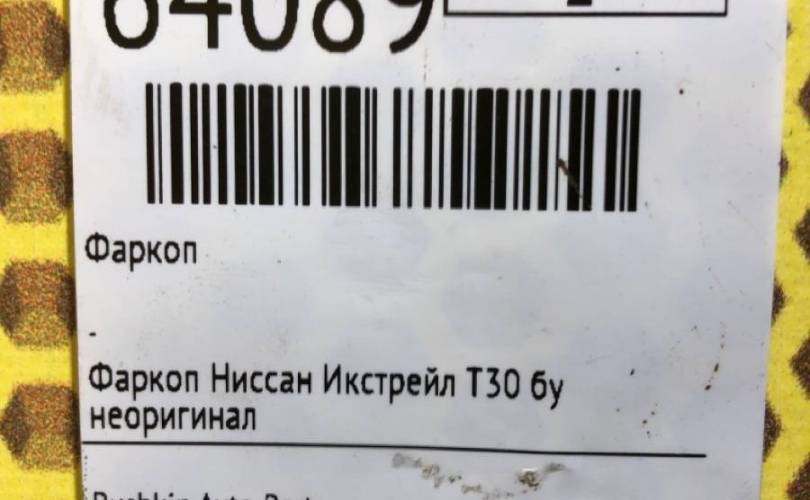 64089
Фаркоп
-
Фаркоп Ниссан Икстрейл Т30 бу
неоригинал